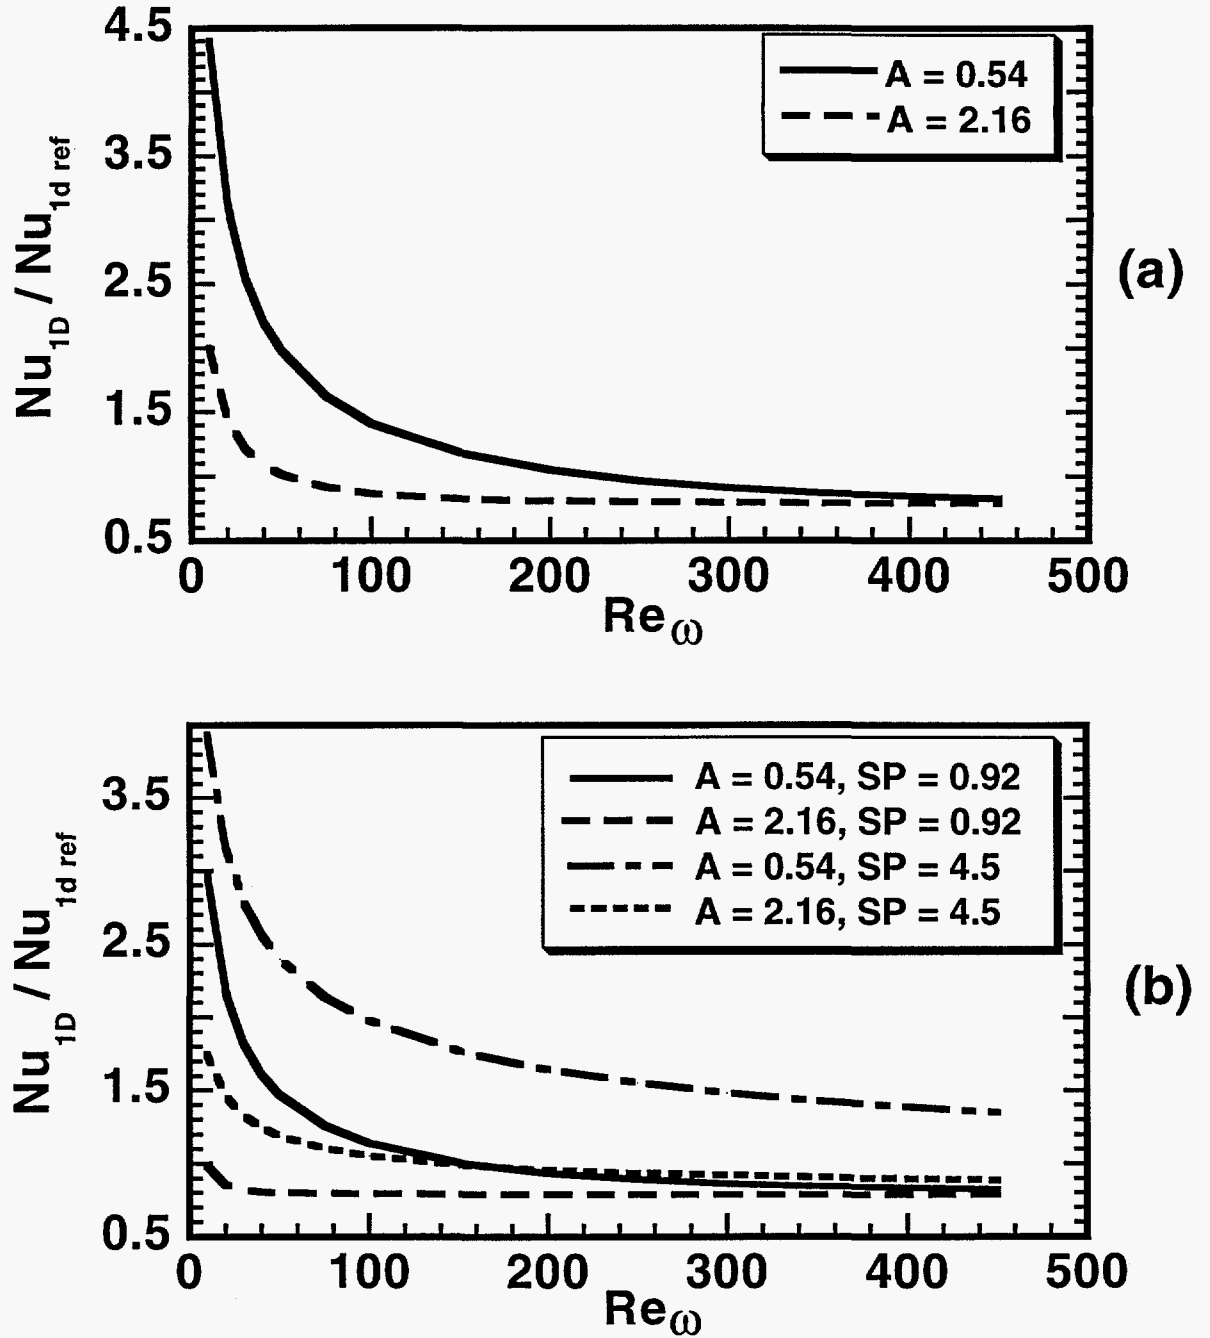 4.5
3.5
2.5
1.5
0.5
Nu1D / Nu1d ref
A = 0.54
A = 2.16
(a)
0 100 200 300 400 500
Reω
3.5
2.5
1.5
0.5
Nu1D / Nu1d ref
A = 0.54, SP = 0.92
A = 2.16, SP = 0.92
A = 0.54, SP = 4.5
A = 2.16, SP = 4.5
(b)
0 100 200 300 400 500
Reω